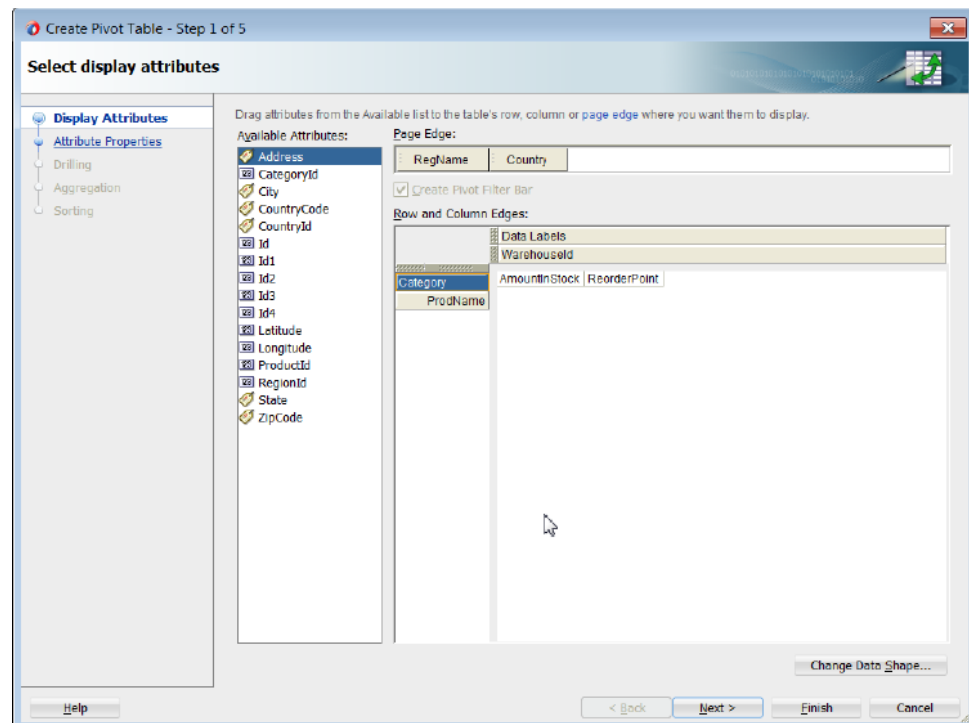 Create Pivot Table - Step 1 of 5
Select display attributes
Display Attributes
Attribute Properties
Drilling
Aggregation
Sorting
Drag attributes from the Available list to the table's row, column or page edge where you want them to display.
Available Attributes:
Address
CategoryId
City
CountryCode
CountryId
Id
Id1
Id2
Id3
Id4
Latitude
Longitude
ProductId
RegionId
State
ZipCode
Page Edge:
RegName Country
Create Pivot Filter Bar
Row and Column Edges:
Data Labels
WarehouseId
Category
ProdName
AmountInStock ReorderPoint
Change Data Shape...
Help
< Back
Next >
Finish
Cancel